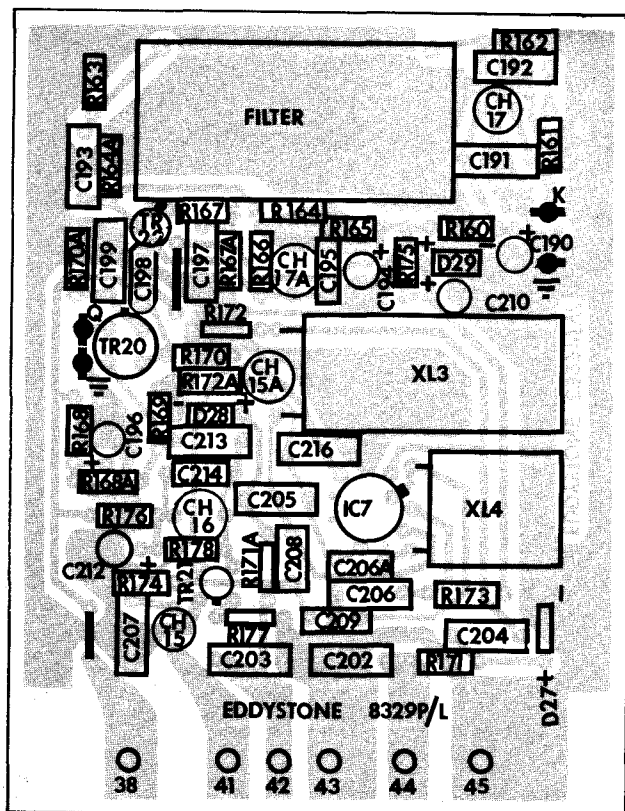 R162
C192
R163
FILTER
CH
17
C193
R164A
C191
R161
R167
R164
K
R170A
C199
C198
C197
R167A
R166
CH
17A
C195
R165
+
C194
R175
+
R160
-
+
D29
C190
+
C210
Q
R172
TR20
R170
CH
15A
XL3
R172A
R168
+
C196
R169
- +
D28
C213
C216
R168A
C214
C205
IC7
XL4
R176
CH
16
C212
+
R178
R171A
C208
C206A
R174
TR21
C206
R173
-
C207
CH
15
R177
C209
C204
C203
C202
R171
D27+
EDDYSTONE 8329P/L
38 41 42 43 44 45